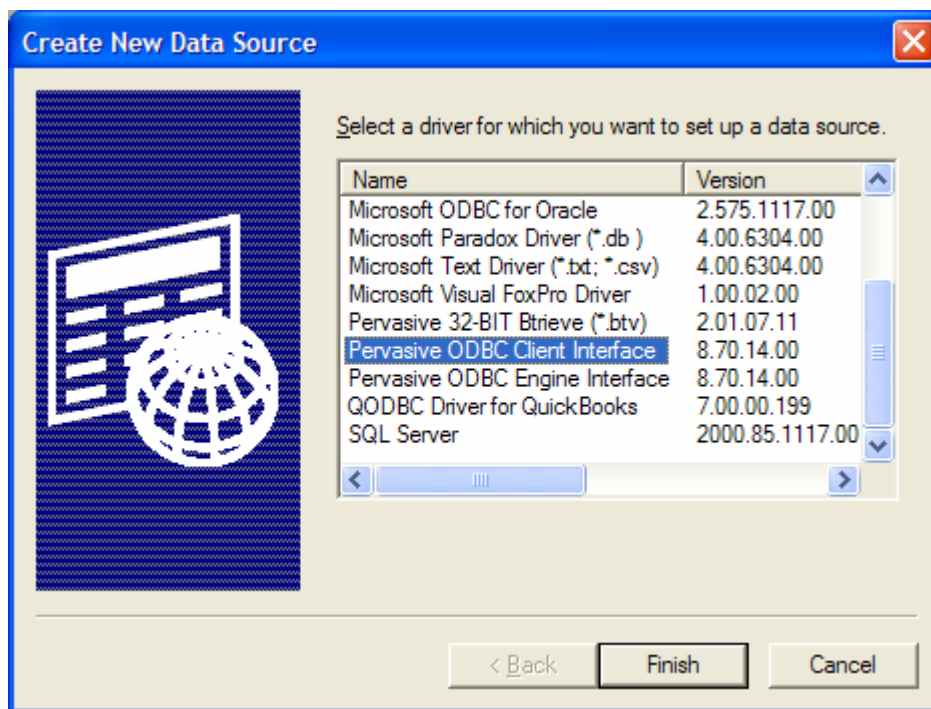 Create New Data Source
Select a driver for which you want to set up a data source.
Name Version
Microsoft ODBC for Oracle 2.575.1117.00
Microsoft Paradox Driver (*.db ) 4.00.6304.00
Microsoft Text Driver (*.txt; *.csv) 4.00.6304.00
Microsoft Visual FoxPro Driver 1.00.02.00
Pervasive 32-BIT Btrieve (*.btv) 2.01.07.11
Pervasive ODBC Client Interface 8.70.14.00
Pervasive ODBC Engine Interface 8.70.14.00
QODBC Driver for QuickBooks 7.00.00.199
SQL Server 2000.85.1117.00
< Back Finish Cancel